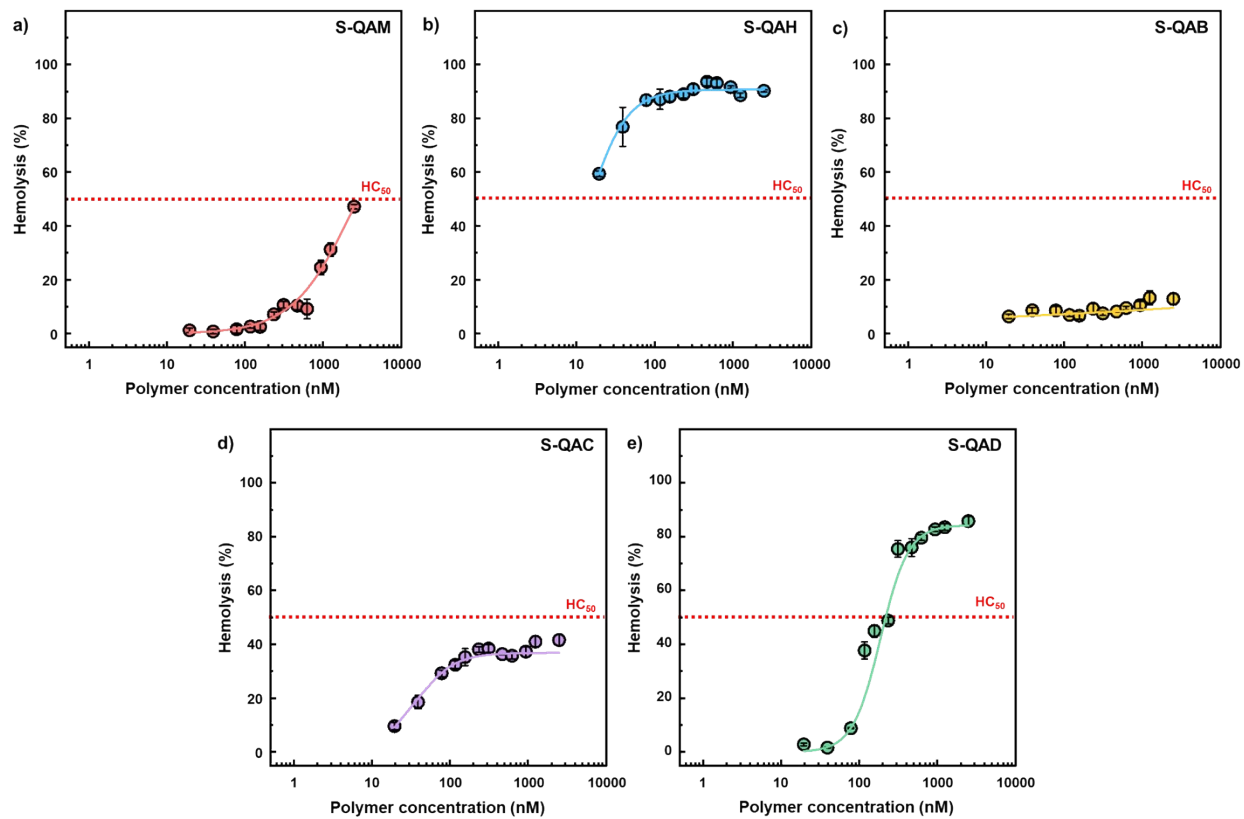 a)
S-QAM
100
80
60
40
20
0
Hemolysis (%)
HC50
1
10
100
1000
10000
Polymer concentration (nM)
b)
S-QAH
100
80
60
40
20
0
Hemolysis (%)
HC50
1
10
100
1000
10000
Polymer concentration (nM)
c)
S-QAB
100
80
60
40
20
0
Hemolysis (%)
HC50
1
10
100
1000
10000
Polymer concentration (nM)
d)
S-QAC
100
80
60
40
20
0
Hemolysis (%)
HC50
1
10
100
1000
10000
Polymer concentration (nM)
e)
S-QAD
100
80
60
40
20
0
Hemolysis (%)
HC50
1
10
100
1000
10000
Polymer concentration (nM)